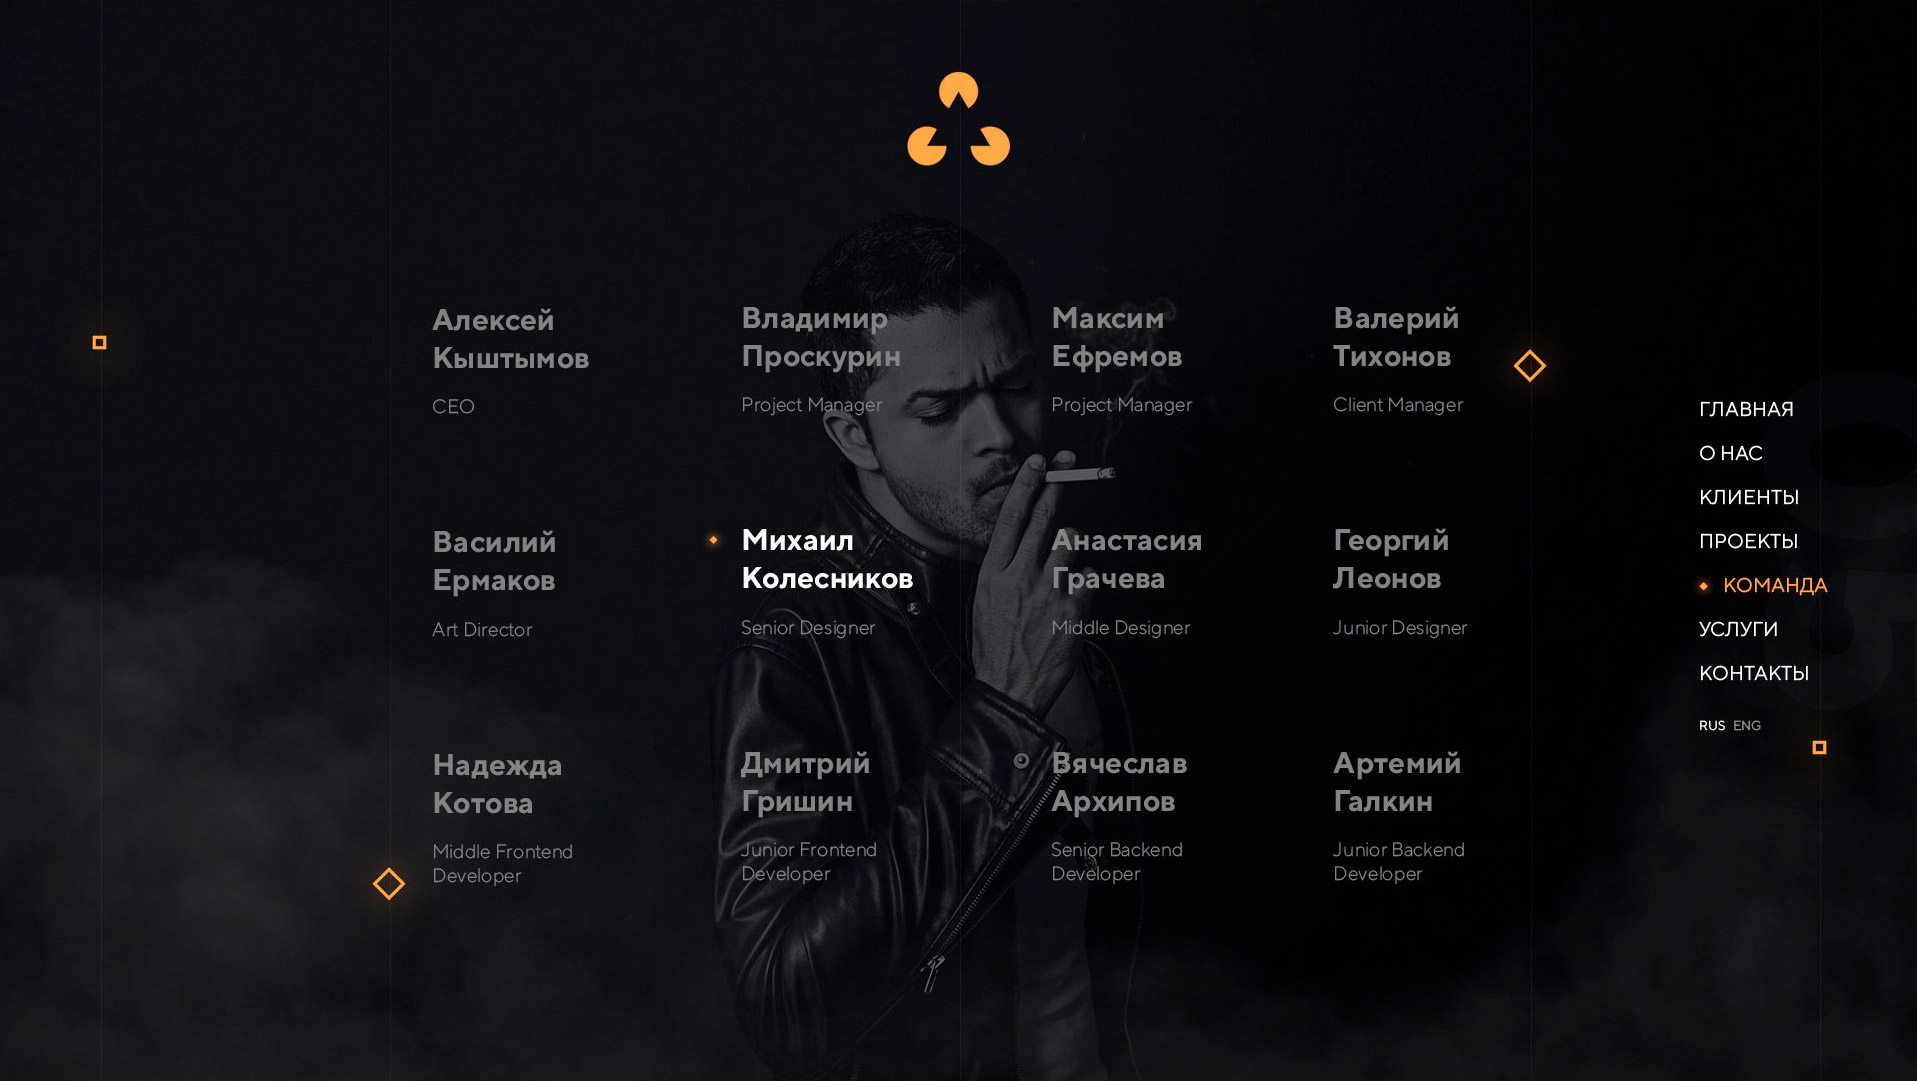 Алексей
Кыштымов
CEO
Владимир
Проскурин
Project Manager
Максим
Ефремов
Project Manager
Валерий
Тихонов
Client Manager
Василий
Ермаков
Art Director
Михаил
Колесников
Senior Designer
Анастасия
Грачева
Middle Designer
Георгий
Леонов
Junior Designer
Надежда
Котова
Middle Frontend
Developer
Дмитрий
Гришин
Junior Frontend
Developer
Вячеслав
Архипов
Senior Backend
Developer
Артемий
Галкин
Junior Backend
Developer
ГЛАВНАЯ
О НАС
КЛИЕНТЫ
ПРОЕКТЫ
КОМАНДА
УСЛУГИ
КОНТАКТЫ
RUS ENG